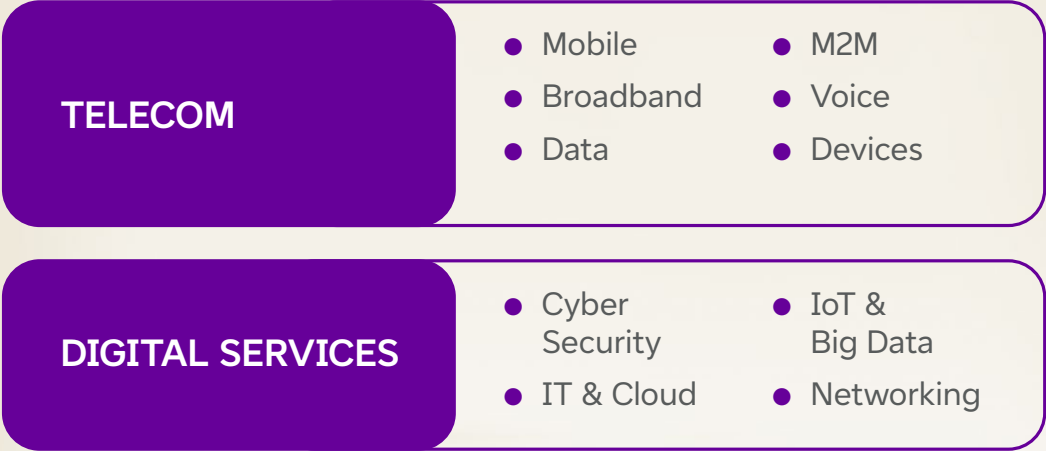 TELECOM
● Mobile
● Broadband
● Data
● M2M
● Voice
● Devices
DIGITAL SERVICES
● Cyber
Security
● IT & Cloud
● IoT &
Big Data
● Networking